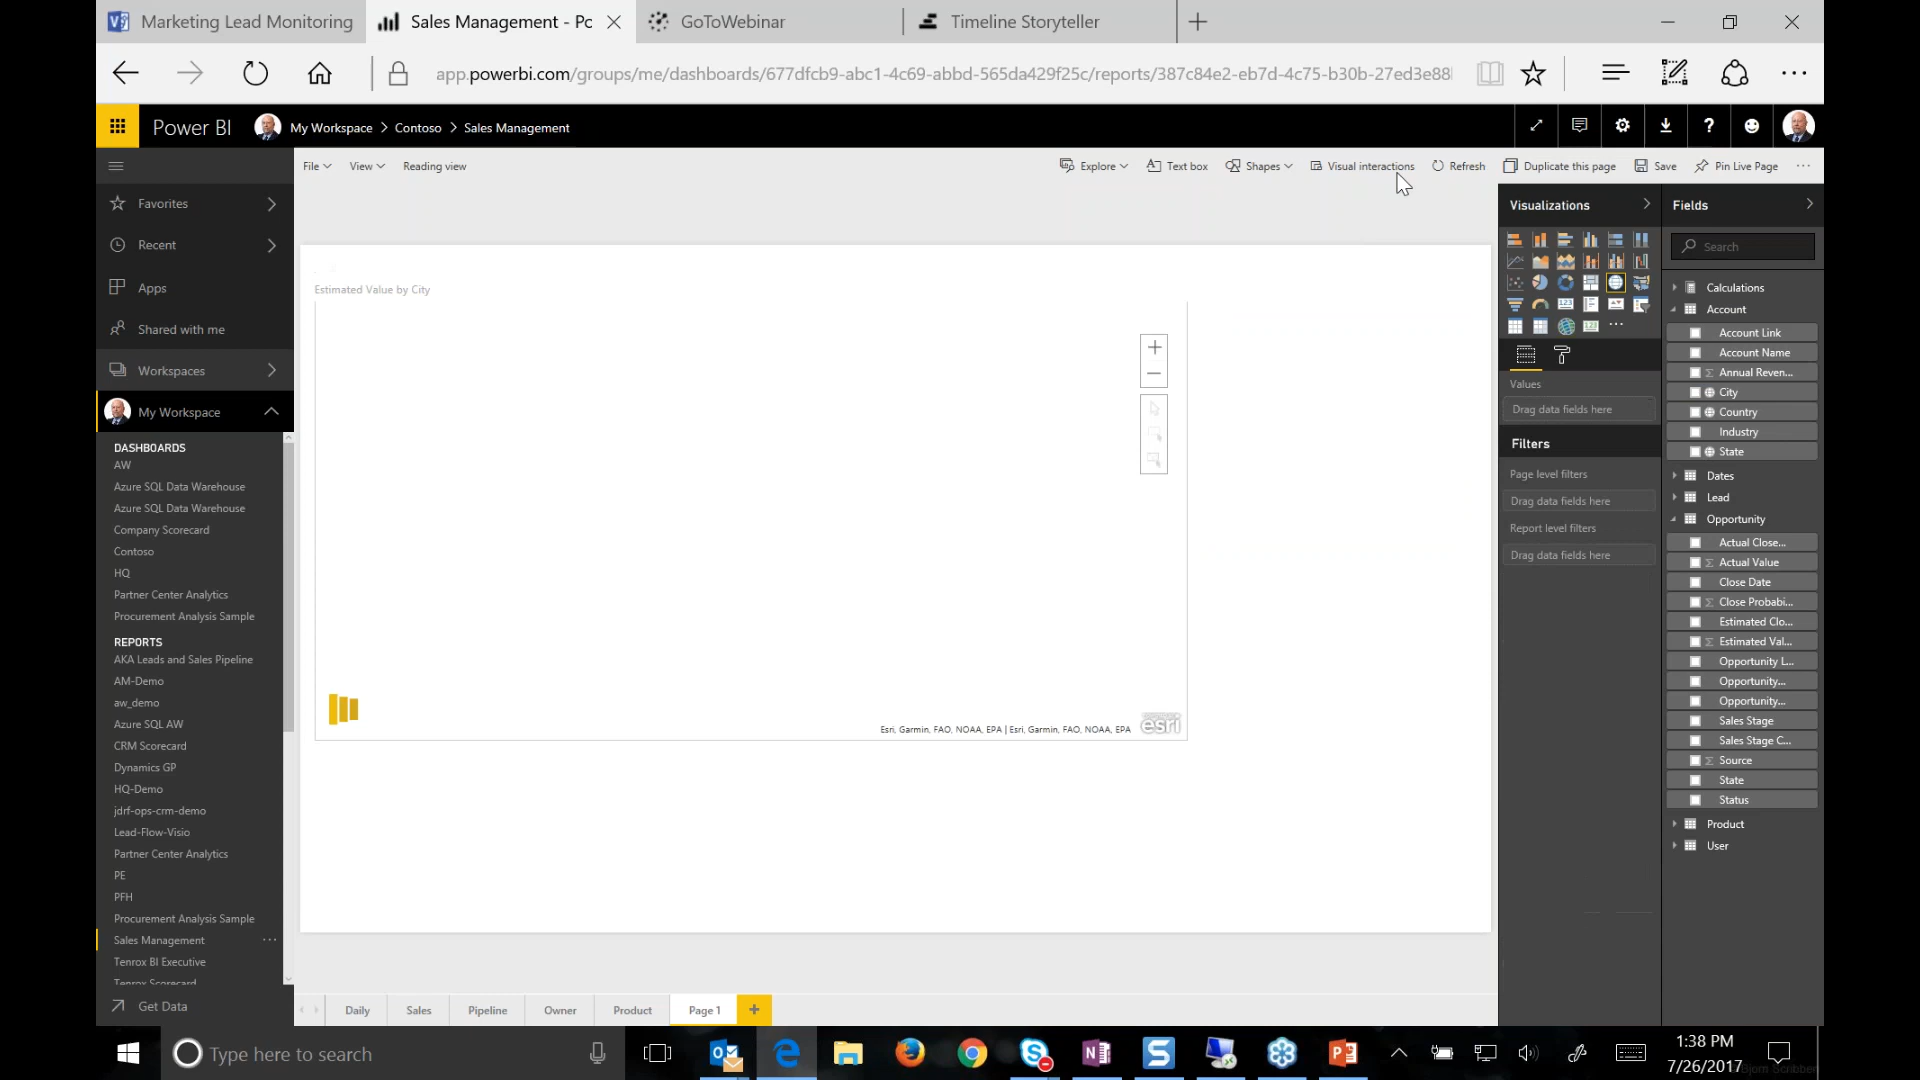 Marketing Lead Monitoring
Sales Management - Pc
GoToWebinar
Timeline Storyteller
app.powerbi.com/groups/me/dashboards/677dfcb9-abc1-4c69-abbd-565da429f25c/reports/387c84e2-eb7d-4c75-b30b-27ed3e88
Power BI
My Workspace > Contoso > Sales Management
File
View
Reading view
Explore
Text box
Shapes
Visual interactions
Refresh
Duplicate this page
Save
Pin Live Page
Favorites
Recent
Apps
Shared with me
Workspaces
My Workspace
DASHBOARDS
AW
Azure SQL Data Warehouse
Azure SQL Data Warehouse
Company Scorecard
Contoso
HQ
Partner Center Analytics
Procurement Analysis Sample
REPORTS
AKA Leads and Sales Pipeline
AM-Demo
aw_demo
Azure SQL AW
CRM Scorecard
Dynamics GP
HQ-Demo
jdrf-ops-crm-demo
Lead-Flow-Visio
Partner Center Analytics
PE
PFH
Procurement Analysis Sample
Sales Management
Tenrox BI Executive
Tenrox Scorecard
Get Data
Estimated Value by City
Esri, Garmin, FAO, NOAA, EPA | Esri, Garmin, FAO, NOAA, EPA
esri
Daily
Sales
Pipeline
Owner
Product
Page 1
Visualizations
Values
Drag data fields here
Filters
Page level filters
Drag data fields here
Report level filters
Drag data fields here
Fields
Search
Calculations
Account
Account Link
Account Name
Annual Reven...
City
Country
Industry
State
Dates
Lead
Opportunity
Actual Close...
Actual Value
Close Date
Close Probabi...
Estimated Clo...
Estimated Val...
Opportunity L...
Opportunity...
Opportunity...
Sales Stage
Sales Stage C...
Source
State
Status
Product
User
Type here to search
1:38 PM
7/26/2017